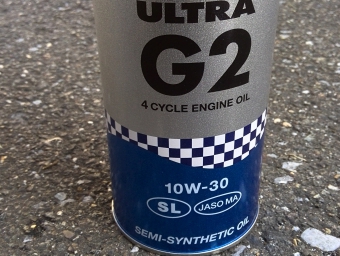 ULTRA
G2
4 CYCLE ENGINE OIL
10W-30
SL JASO MA
SEMI-SYNTHETIC OIL